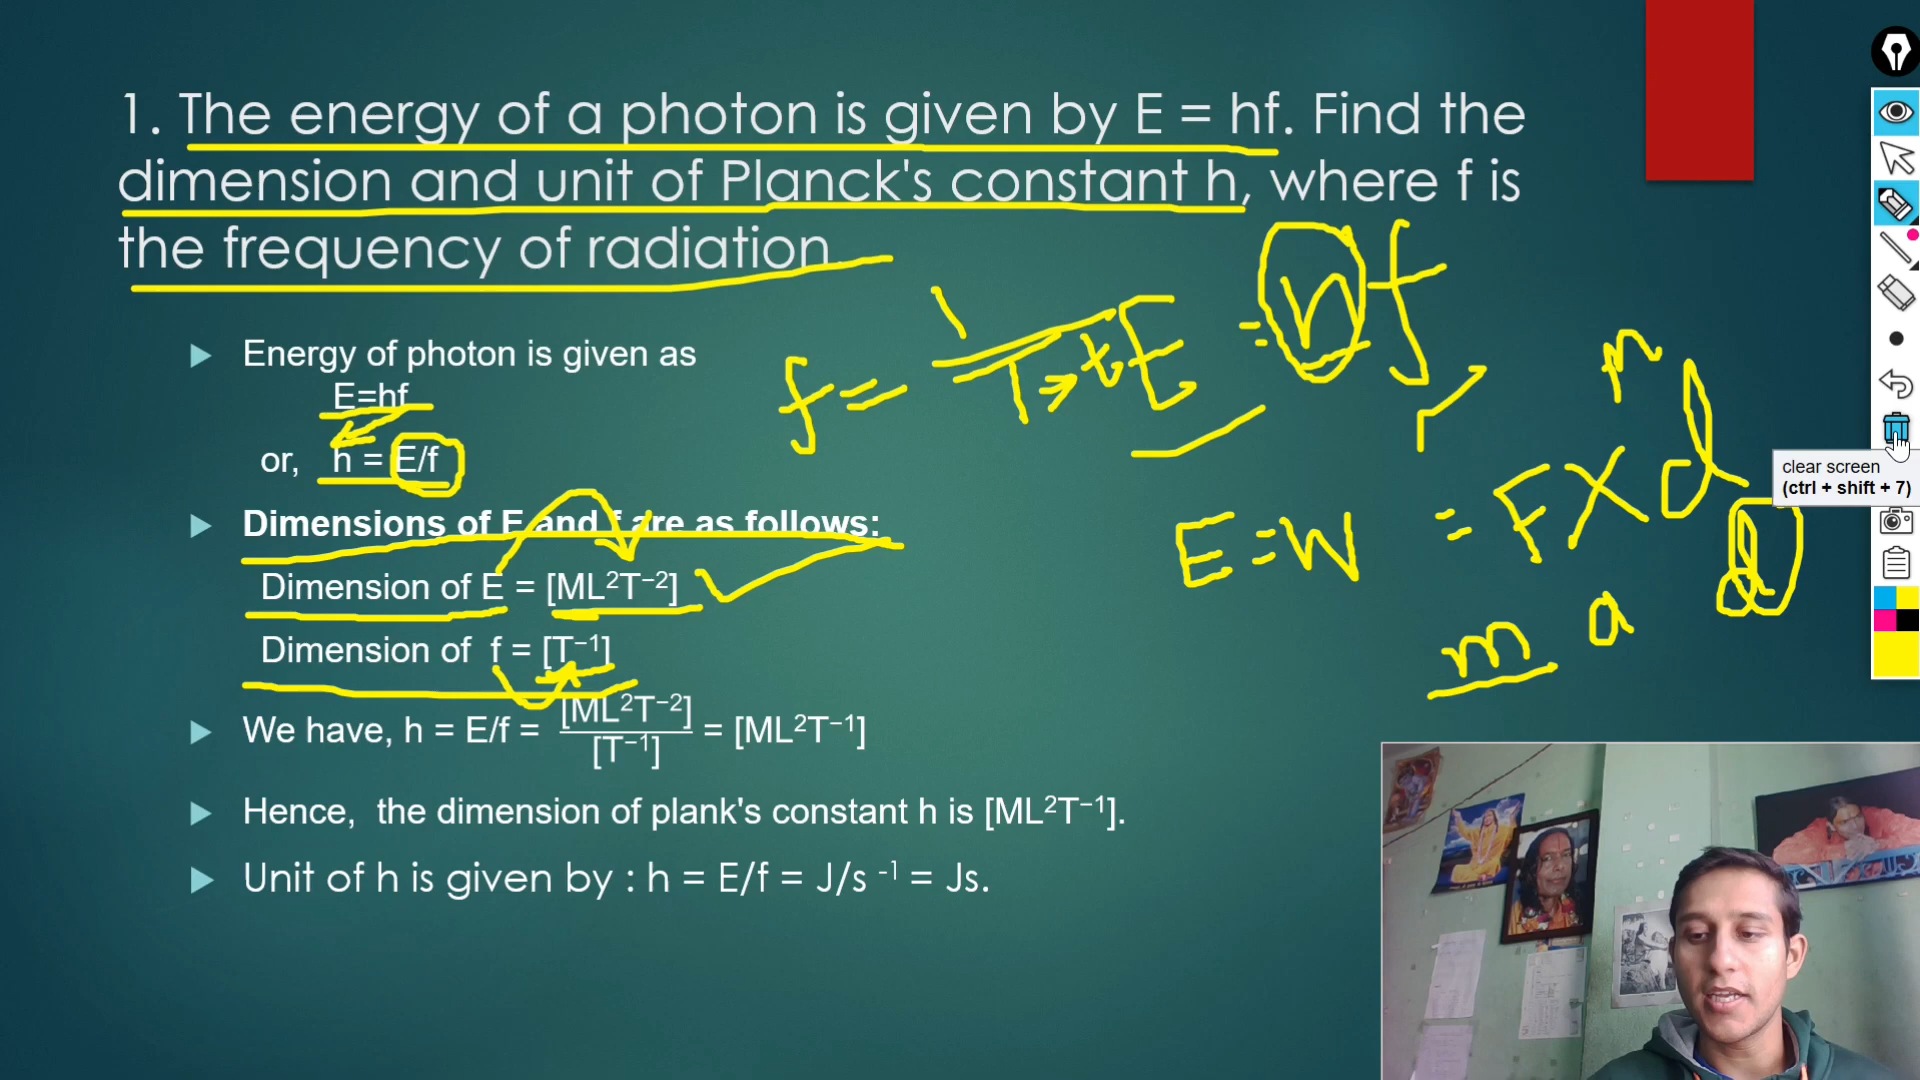 1. The energy of a photon is given by E = hf. Find the
dimension and unit of Planck's constant h, where f is
the frequency of radiation
E = hf
f = 1/T → t
Energy of photon is given as
E=hf
or, h = E/f
E = W = F X d
m a
Dimensions of E and f are as follows:
Dimension of E = [ML²T⁻²]
Dimension of f = [T⁻¹]
We have, h = E/f = [ML²T⁻²]/[T⁻¹] = [ML²T⁻¹]
Hence, the dimension of plank's constant h is [ML²T⁻¹].
Unit of h is given by : h = E/f = J/s ⁻¹ = Js.
clear screen
(ctrl + shift + 7)